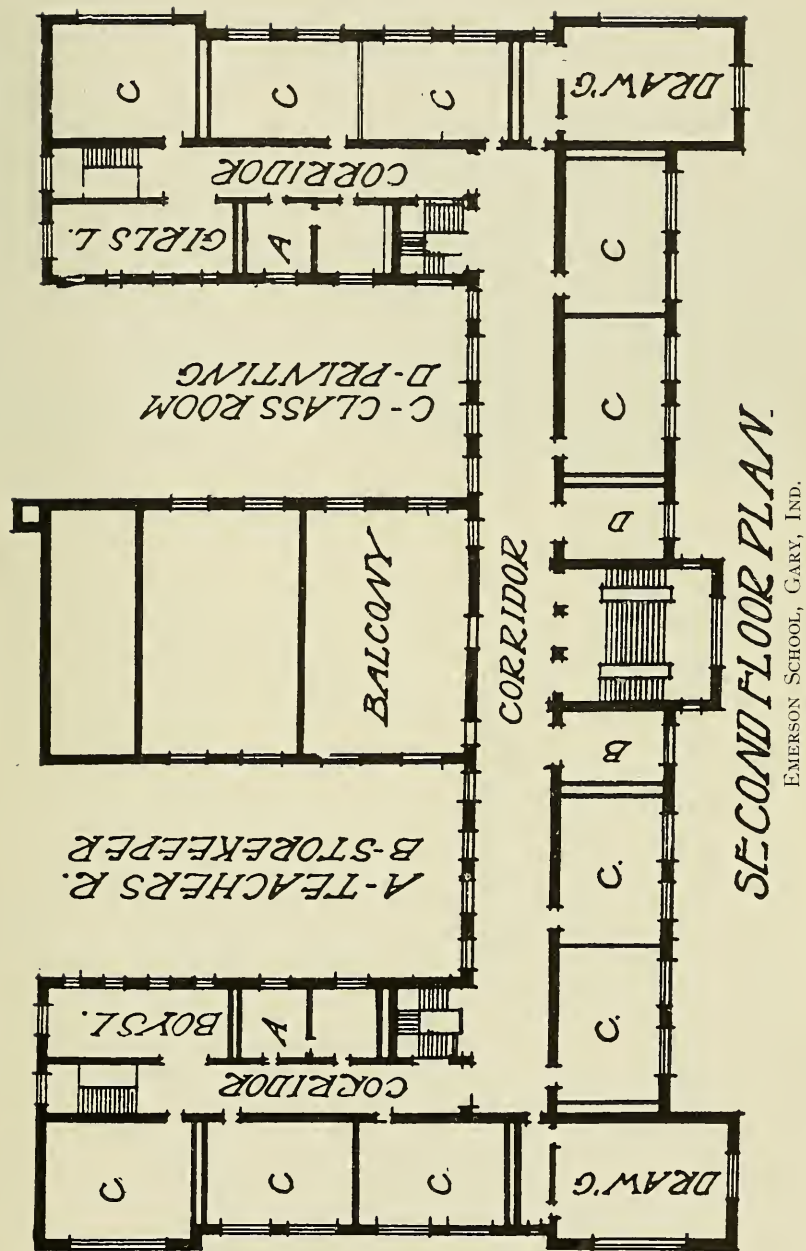 C
C
C
DRAW'G
CORRIDOR
GIRLS L.
A
C
C
C - CLASS ROOM
D - PRINTING
D
BALCONY
CORRIDOR
A - TEACHERS R.
B - STOREKEEPER
B
C.
C.
BOYS L.
A
CORRIDOR
C.
C
C.
DRAW'G
SECOND FLOOR PLAN.
EMERSON SCHOOL, GARY, IND.